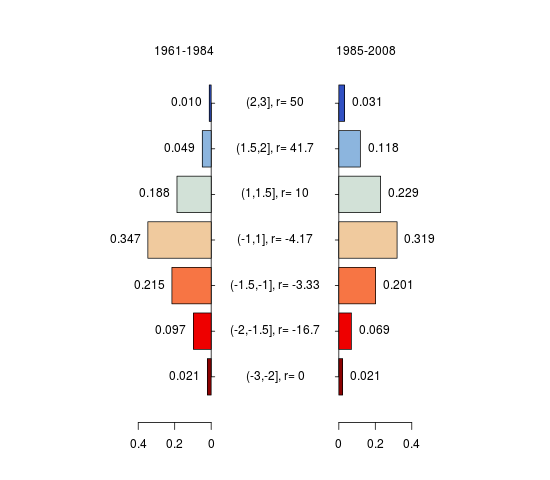 1961-1984 1985-2008
0.010 (2,3], r= 50 0.031
0.049 (1.5,2], r= 41.7 0.118
0.188 (1,1.5], r= 10 0.229
0.347 (-1,1], r= -4.17 0.319
0.215 (-1.5,-1], r= -3.33 0.201
0.097 (-2,-1.5], r= -16.7 0.069
0.021 (-3,-2], r= 0 0.021
0.4 0.2 0 0 0.2 0.4